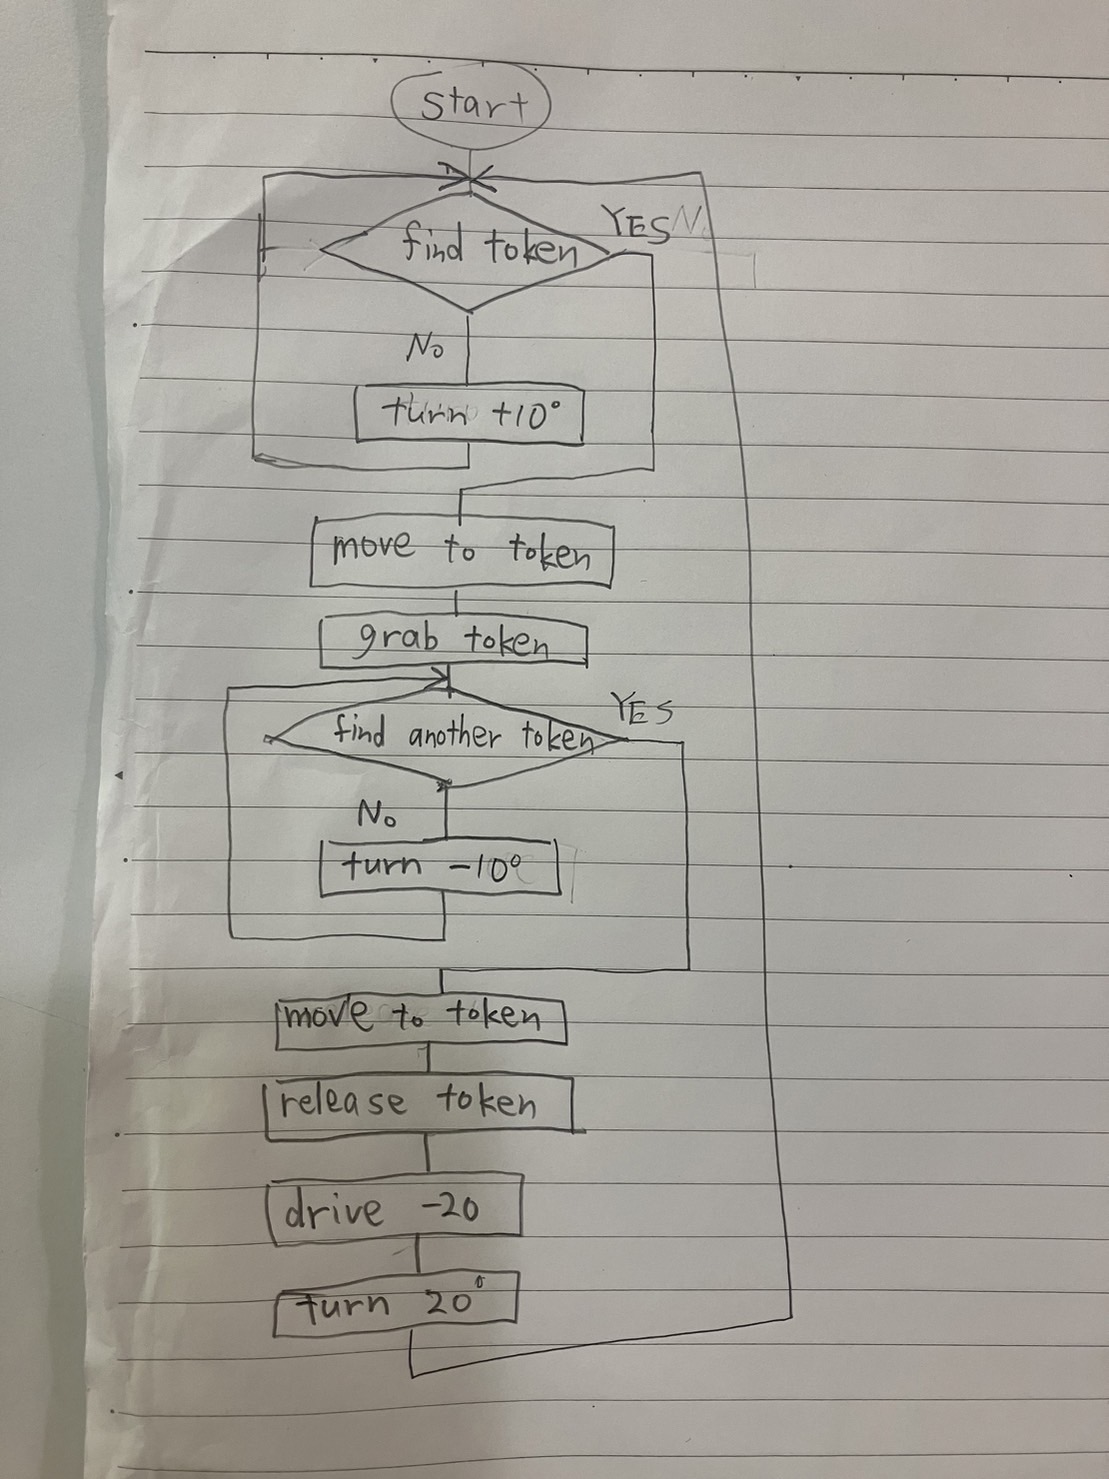 start
YES
find token
No
turn +10°
move to token
grab token
YES
find another token
No
turn -10°
move to token
release token
drive -20
turn 20°